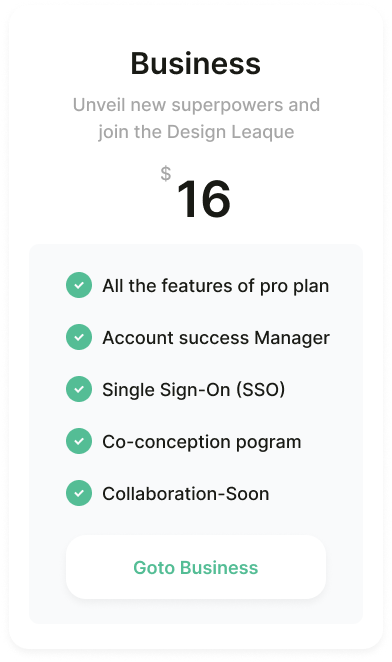 Business
Unveil new superpowers and
join the Design Leaque
$
16
All the features of pro plan
Account success Manager
Single Sign-On (SSO)
Co-conception pogram
Collaboration-Soon
Goto Business